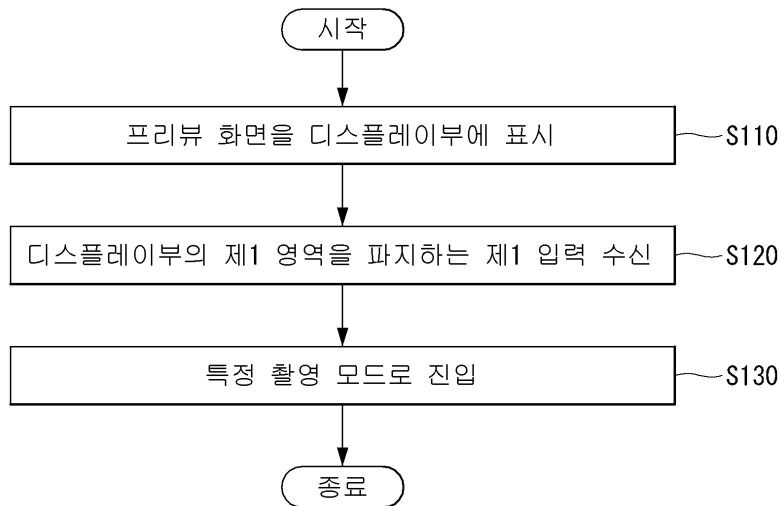 시작
프리뷰 화면을 디스플레이부에 표시
S110
디스플레이부의 제1 영역을 파지하는 제1 입력 수신
S120
특정 촬영 모드로 진입
S130
종료